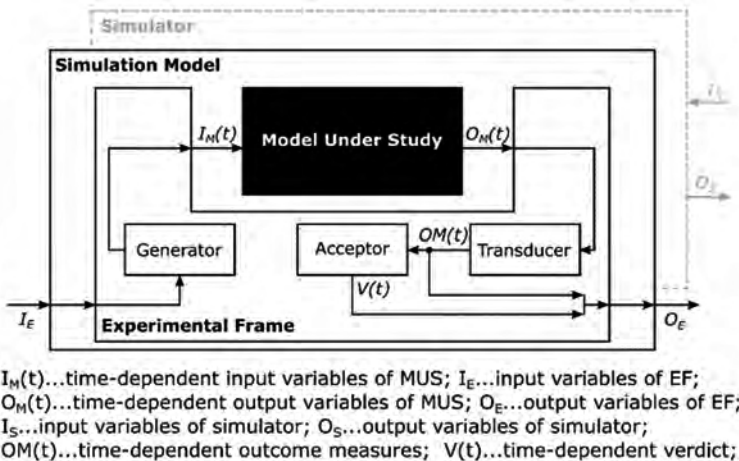 Simulator
Simulation Model
I_S
I_M(t)
Model Under Study
O_M(t)
O_S
Generator
Acceptor
OM(t)
Transducer
V(t)
I_E
Experimental Frame
O_E
I_M(t)...time-dependent input variables of MUS; I_E...input variables of EF;
O_M(t)...time-dependent output variables of MUS; O_E...output variables of EF;
I_S...input variables of simulator; O_S...output variables of simulator;
OM(t)...time-dependent outcome measures; V(t)...time-dependent verdict;